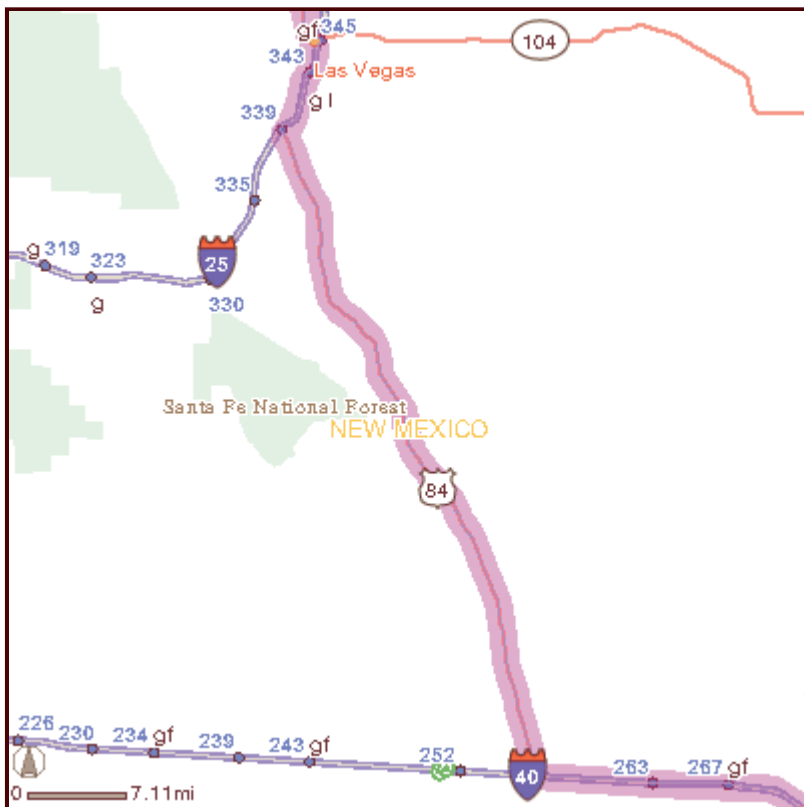 gf 345
104
343
Las Vegas
g l
339
335
g 319
323
25
g
330
Santa Fe National Forest
NEW MEXICO
84
226
230
234 gf
239
243 gf
252
40
263
267 gf
0 7.11mi